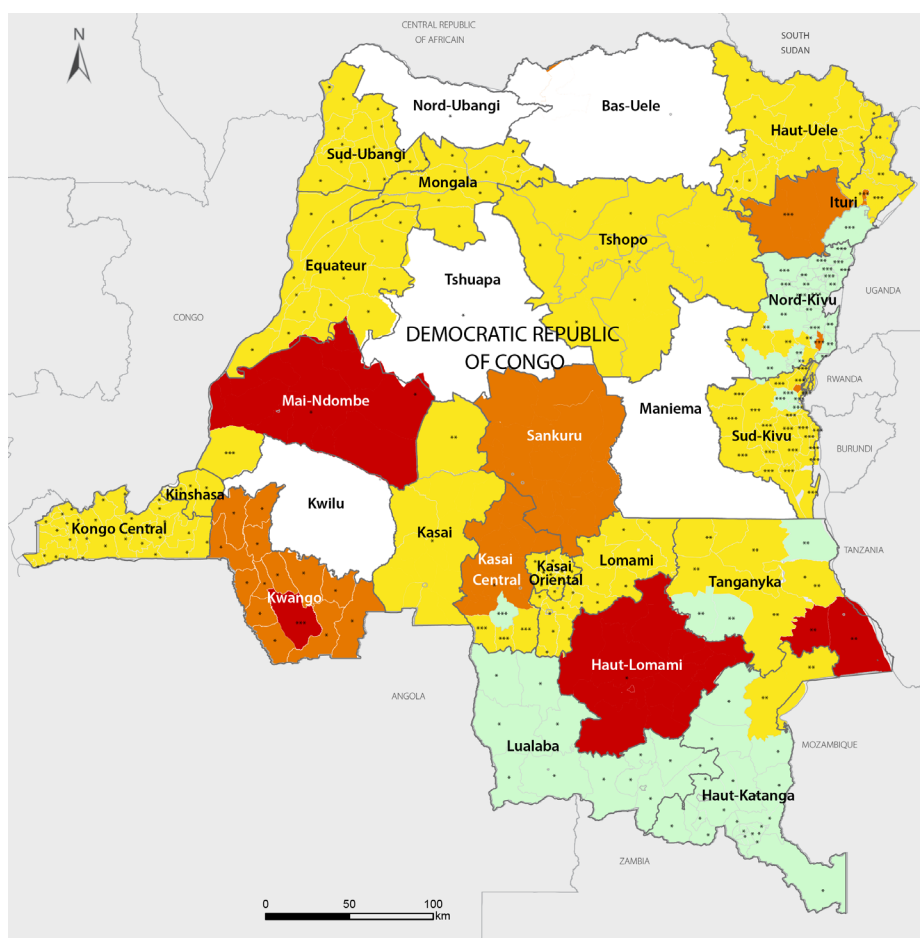 N
CENTRAL REPUBLIC
OF AFRICAIN
SOUTH
SUDAN
Nord-Ubangi
Bas-Uele
Haut-Uele
Sud-Ubangi
Mongala
Ituri
Tshopo
Equateur
Tshuapa
Nord-Kivu
UGANDA
CONGO
DEMOCRATIC REPUBLIC
OF CONGO
RWANDA
Mai-Ndombe
Maniema
Sankuru
Sud-Kivu
BURUNDI
Kinshasa
Kwilu
Kongo Central
Kasai
TANZANIA
Kasai
Central
Kasai
Oriental
Lomami
Tanganyka
Kwango
Haut-Lomami
ANGOLA
MOZAMBIQUE
Lualaba
Haut-Katanga
ZAMBIA
0 50 100
km